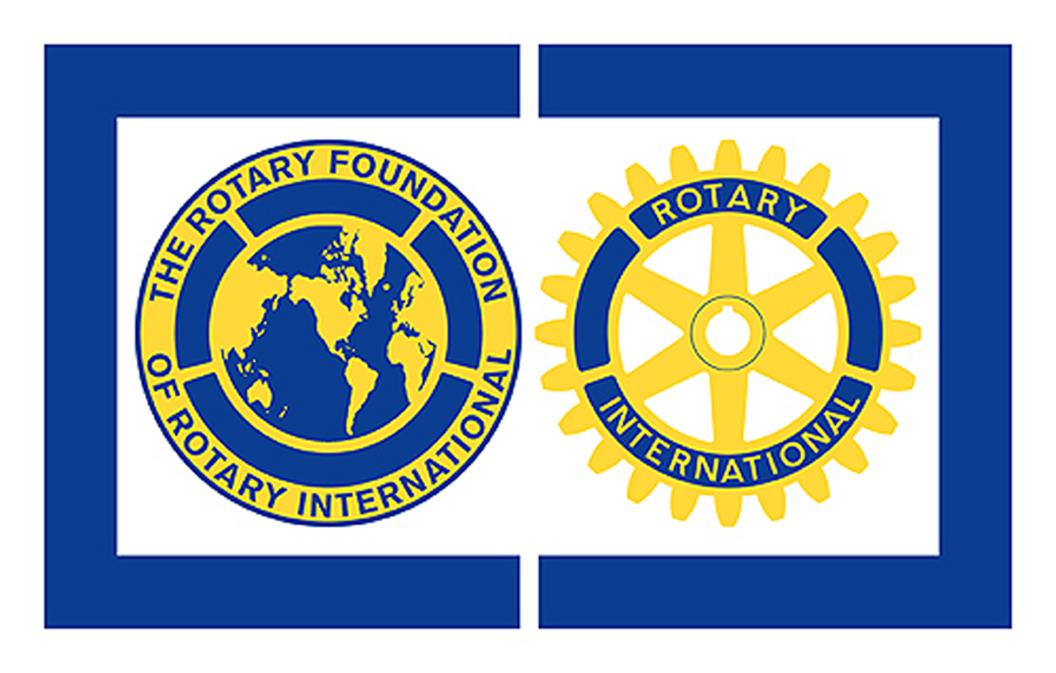 THE ROTARY FOUNDATION
OF ROTARY INTERNATIONAL
ROTARY
INTERNATIONAL